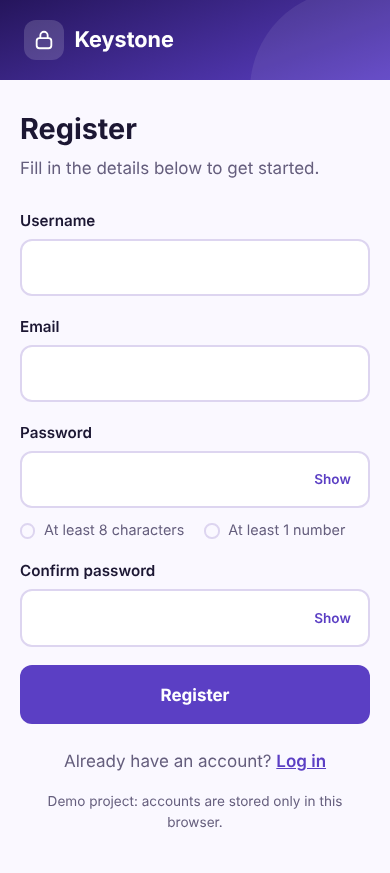 Keystone
Register
Fill in the details below to get started.
Username
Email
Password
Show
At least 8 characters
At least 1 number
Confirm password
Show
Register
Already have an account? Log in
Demo project: accounts are stored only in this
browser.